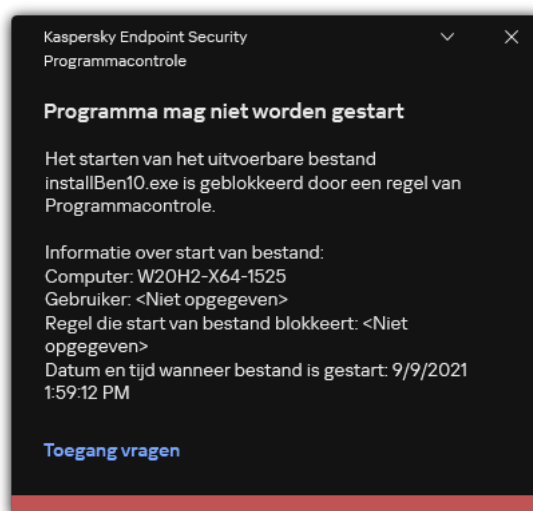 Kaspersky Endpoint Security
Programmacontrole
Programma mag niet worden gestart
Het starten van het uitvoerbare bestand
installBen10.exe is geblokkeerd door een regel van
Programmacontrole.
Informatie over start van bestand:
Computer: W20H2-X64-1525
Gebruiker: <Niet opgegeven>
Regel die start van bestand blokkeert: <Niet
opgegeven>
Datum en tijd wanneer bestand is gestart: 9/9/2021
1:59:12 PM
Toegang vragen